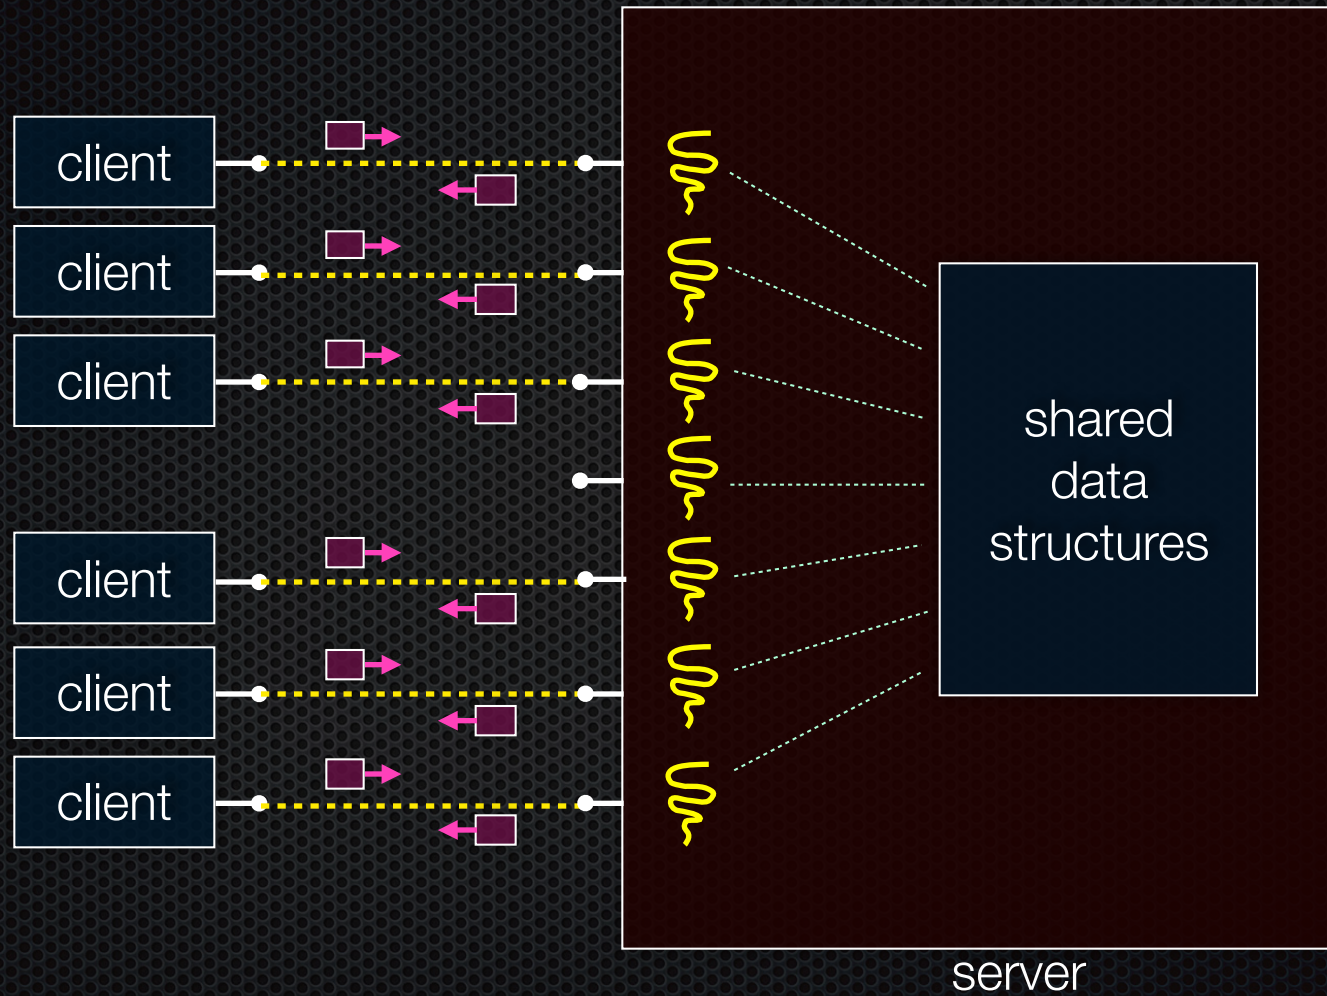 client
client
client
client
client
client
shared
data
structures
server